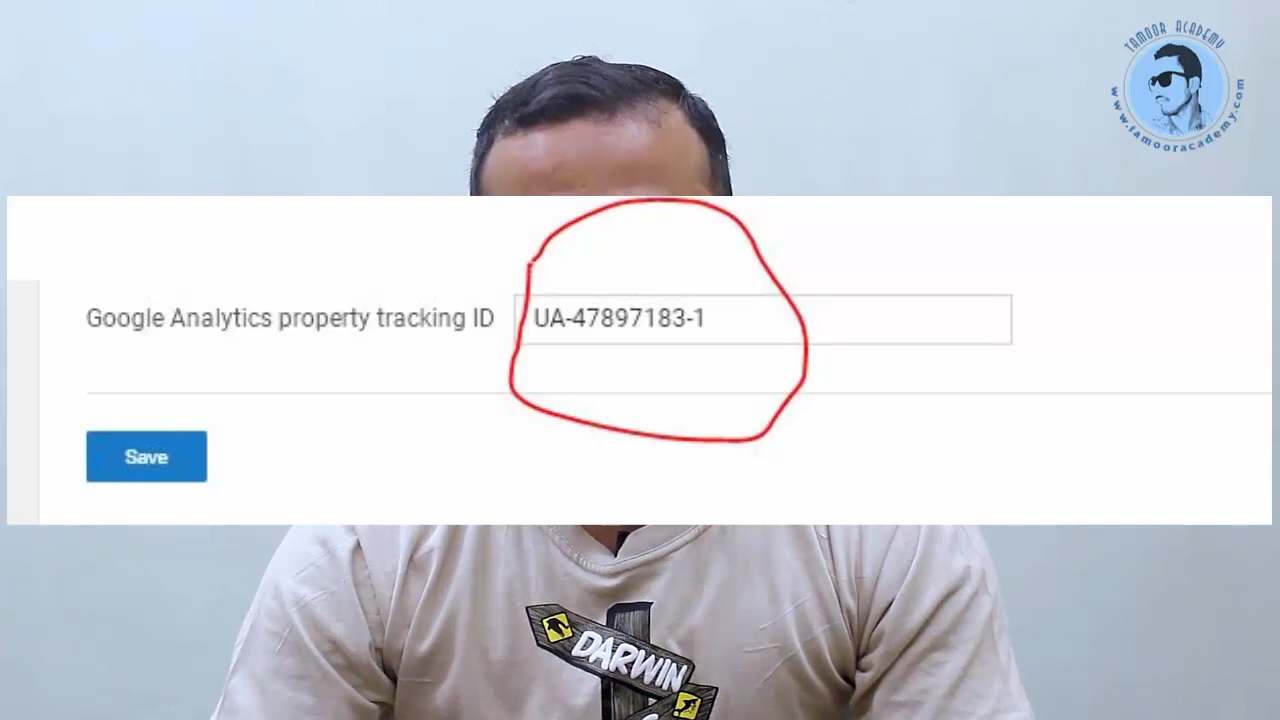 TAMOOR ACADEMY
www.tamooracademy.com
Google Analytics property tracking ID UA-47897183-1
Save
DARWIN